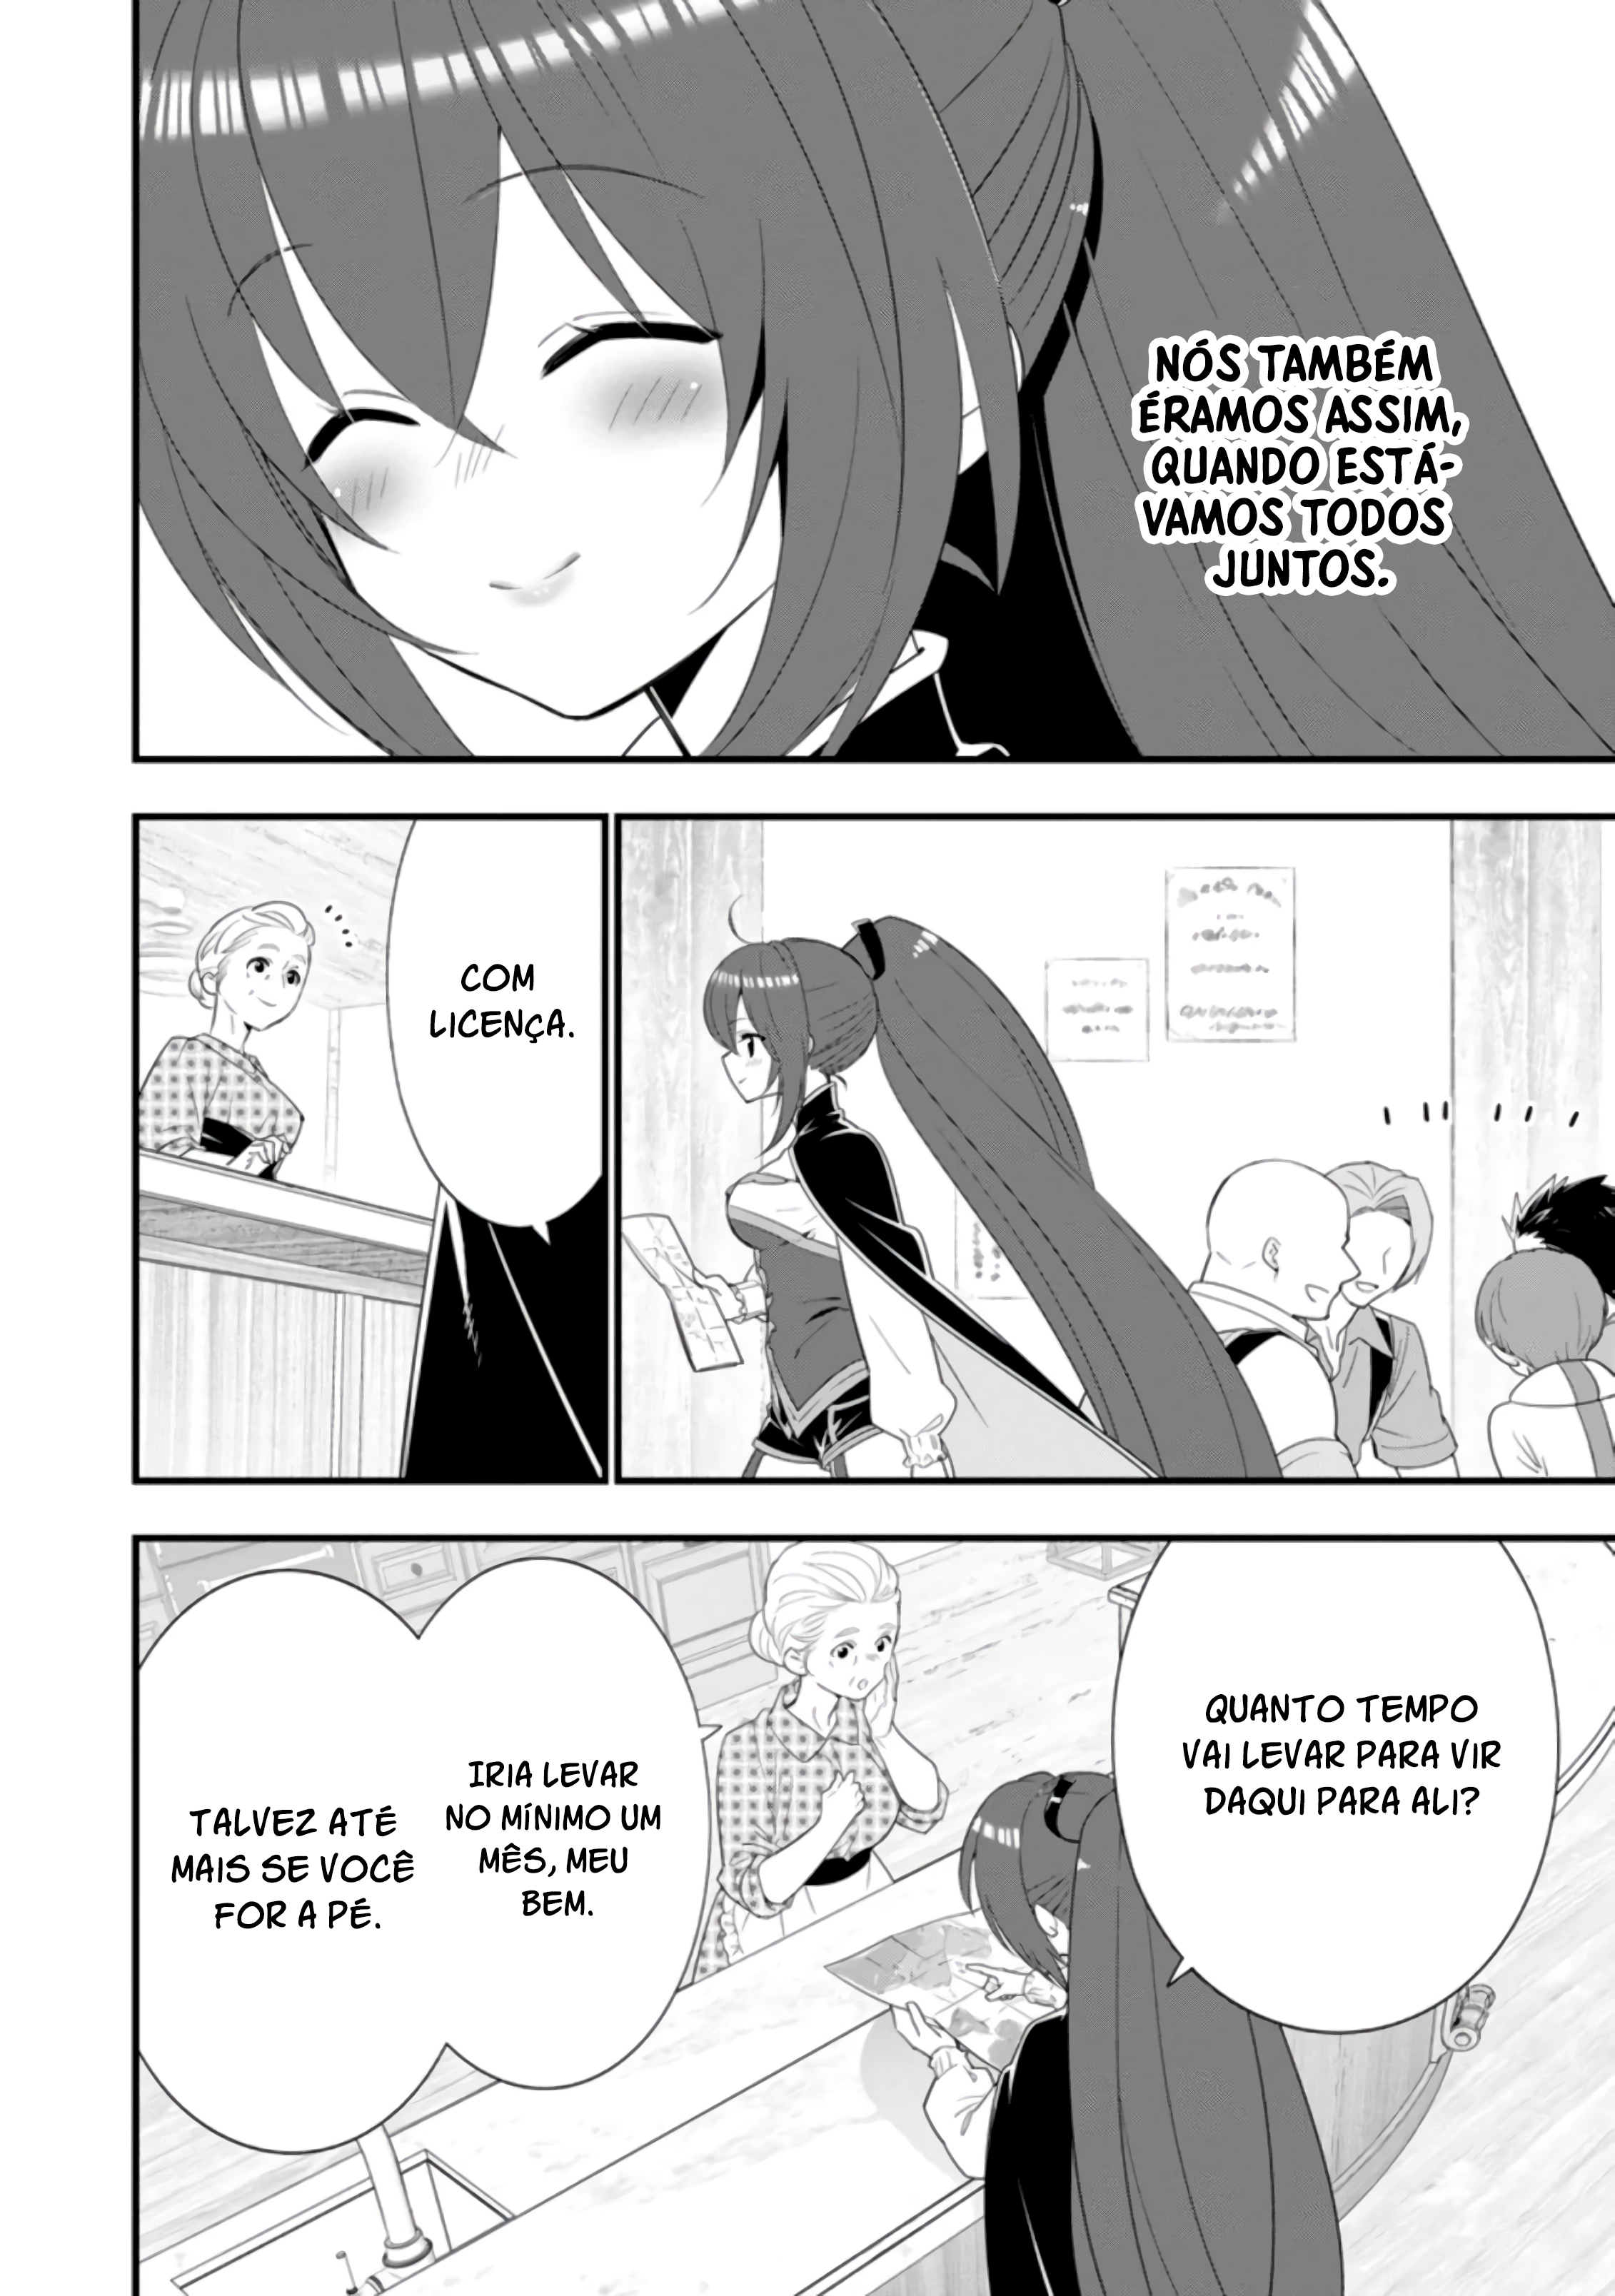 NÓS TAMBÉM
ÉRAMOS ASSIM,
QUANDO ESTÁ-
VAMOS TODOS
JUNTOS.
COM
LICENÇA.
QUANTO TEMPO
VAI LEVAR PARA VIR
DAQUI PARA ALI?
IRIA LEVAR
NO MÍNIMO UM
MÊS, MEU
BEM.
TALVEZ ATÉ
MAIS SE VOCÊ
FOR A PÉ.